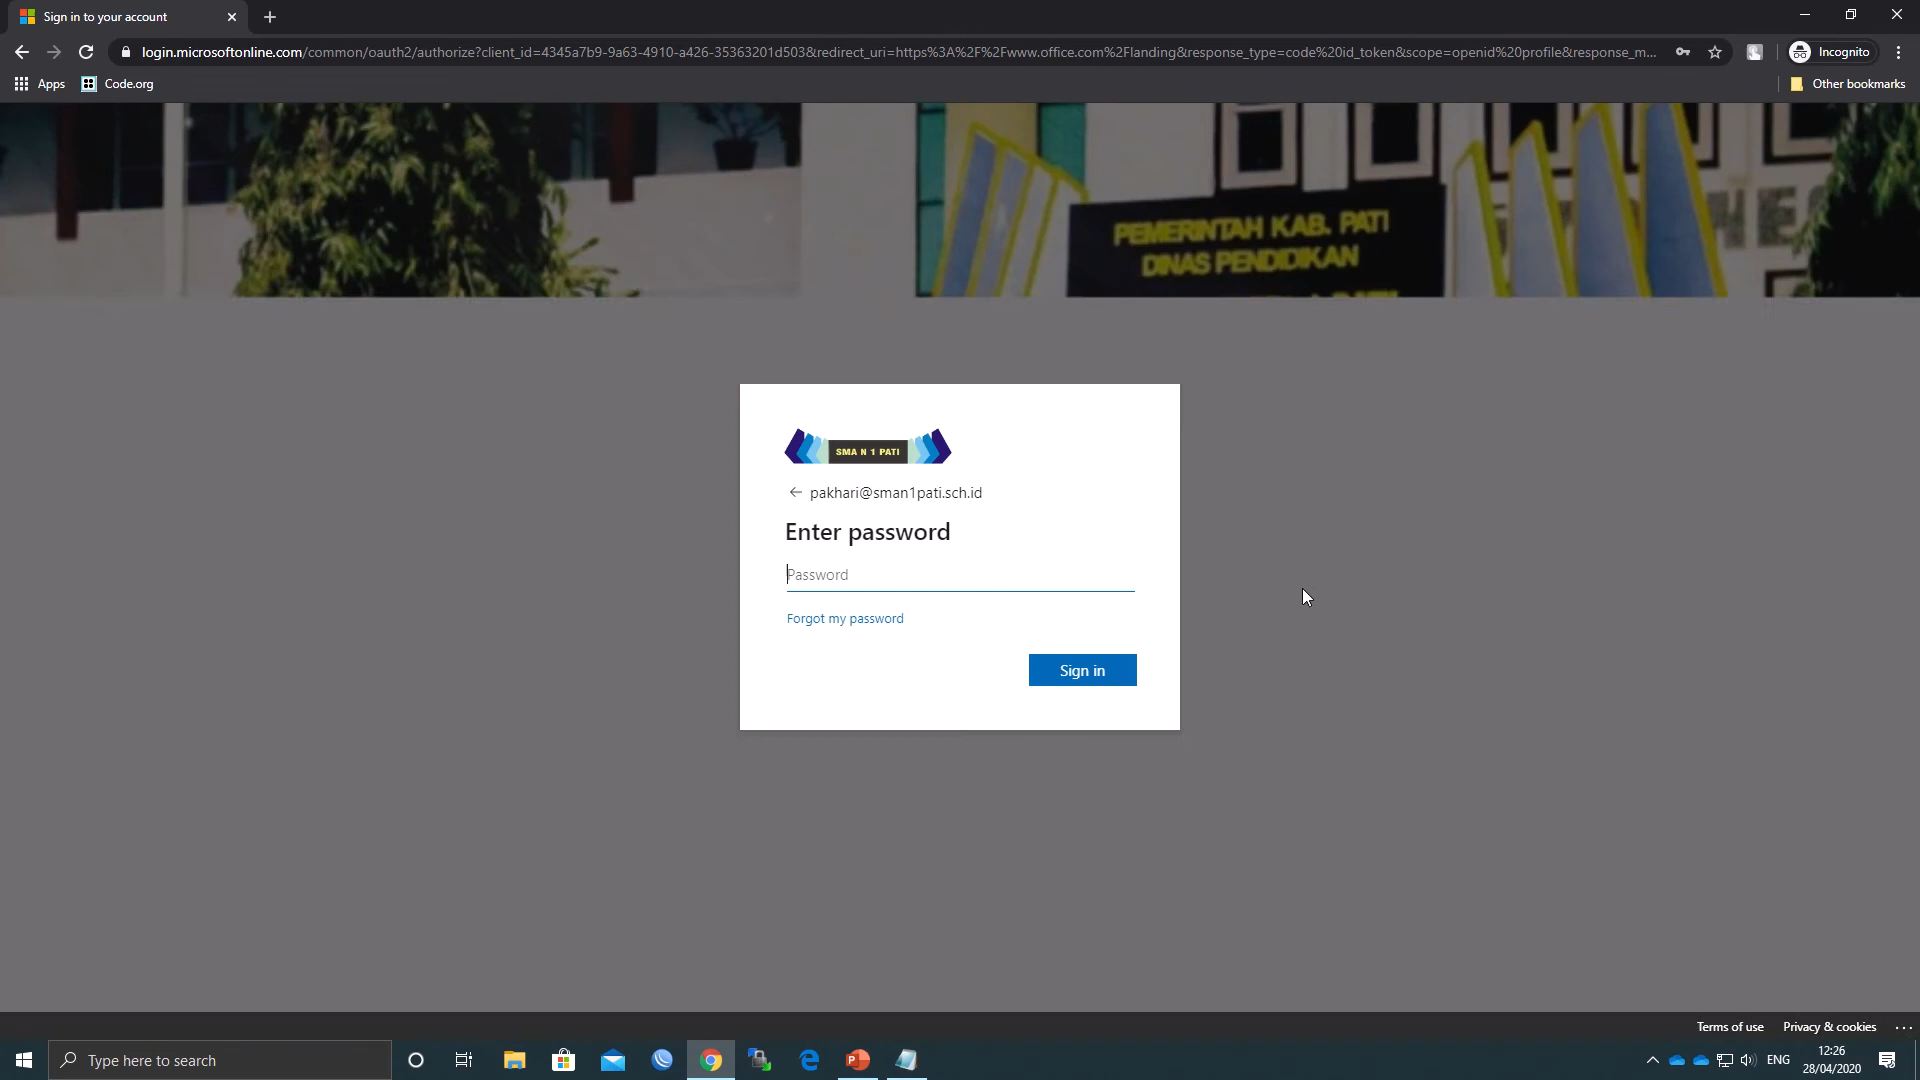 Sign in to your account
login.microsoftonline.com/common/oauth2/authorize?client_id=4345a7b9-9a63-4910-a426-35363201d503&redirect_uri=https%3A%2F%2Fwww.office.com%2Flanding&response_type=code%20id_token&scope=openid%20profile&response_m...
Incognito
Apps
Code.org
Other bookmarks
PEMERINTAH KAB. PATI
DINAS PENDIDIKAN
SMA N 1 PATI
pakhari@sman1pati.sch.id
Enter password
Password
Forgot my password
Sign in
Terms of use
Privacy & cookies
...
Type here to search
ENG
12:26
28/04/2020